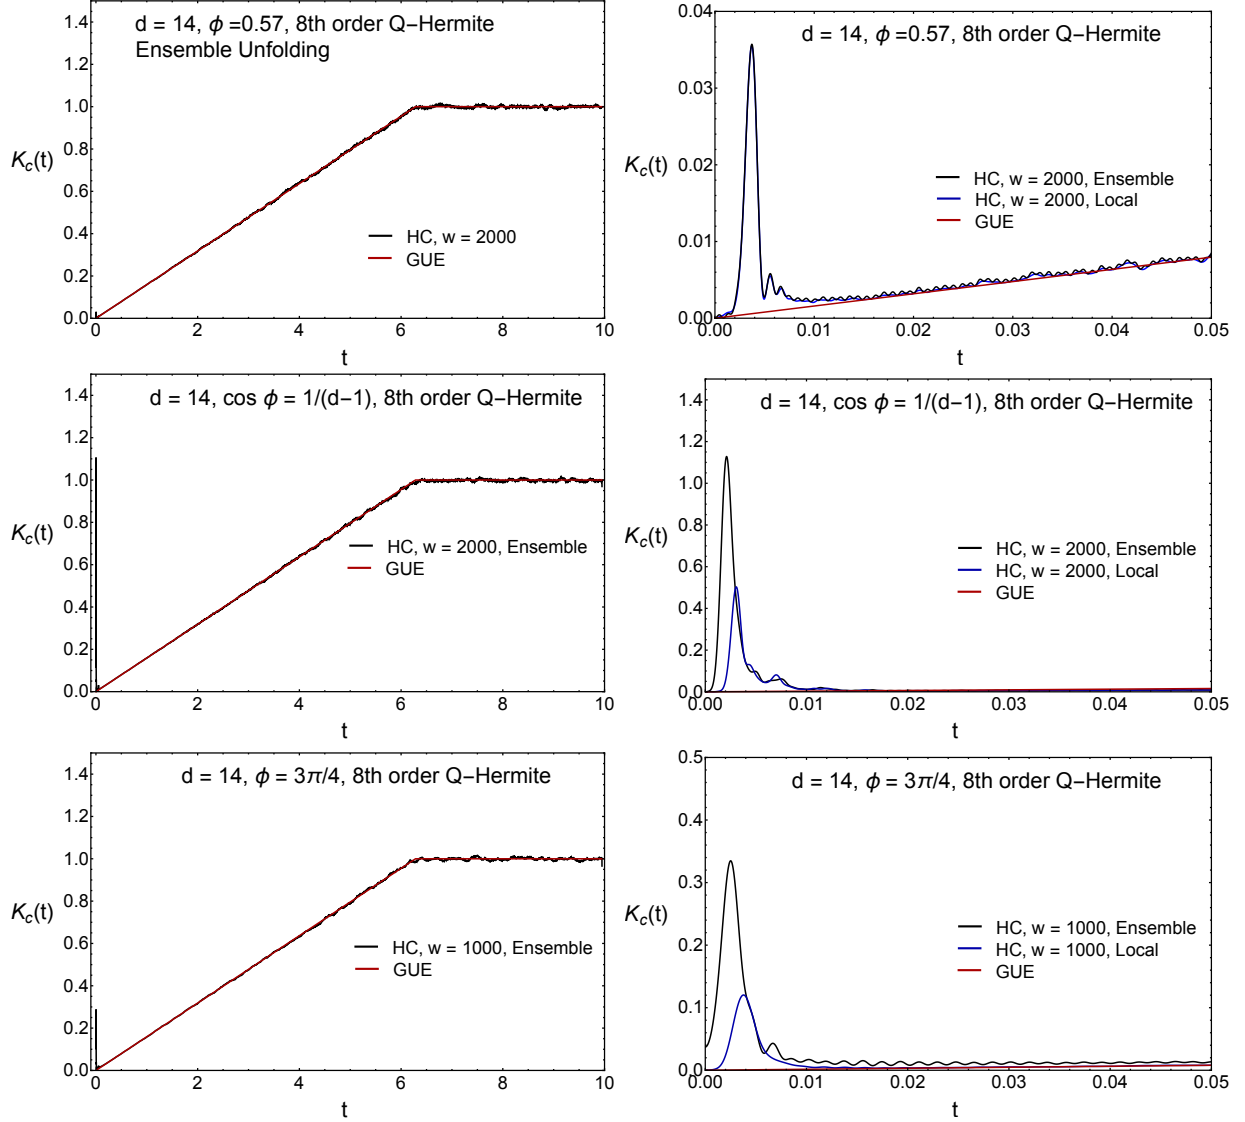 d = 14, ϕ =0.57, 8th order Q−Hermite
Ensemble Unfolding
1.4
1.2
1.0
0.8
0.6
0.4
0.2
0.0
K_c(t)
HC, w = 2000
GUE
0
2
4
6
8
10
t
d = 14, ϕ =0.57, 8th order Q−Hermite
0.04
0.03
0.02
0.01
0.00
K_c(t)
HC, w = 2000, Ensemble
HC, w = 2000, Local
GUE
0.00
0.01
0.02
0.03
0.04
0.05
t
d = 14, cos ϕ = 1/(d−1), 8th order Q−Hermite
1.4
1.2
1.0
0.8
0.6
0.4
0.2
0.0
K_c(t)
HC, w = 2000, Ensemble
GUE
0
2
4
6
8
10
t
d = 14, cos ϕ = 1/(d−1), 8th order Q−Hermite
1.4
1.2
1.0
0.8
0.6
0.4
0.2
0.0
K_c(t)
HC, w = 2000, Ensemble
HC, w = 2000, Local
GUE
0.00
0.01
0.02
0.03
0.04
0.05
t
d = 14, ϕ = 3π/4, 8th order Q−Hermite
1.4
1.2
1.0
0.8
0.6
0.4
0.2
0.0
K_c(t)
HC, w = 1000, Ensemble
GUE
0
2
4
6
8
10
t
d = 14, ϕ = 3π/4, 8th order Q−Hermite
0.5
0.4
0.3
0.2
0.1
0.0
K_c(t)
HC, w = 1000, Ensemble
HC, w = 1000, Local
GUE
0.00
0.01
0.02
0.03
0.04
0.05
t